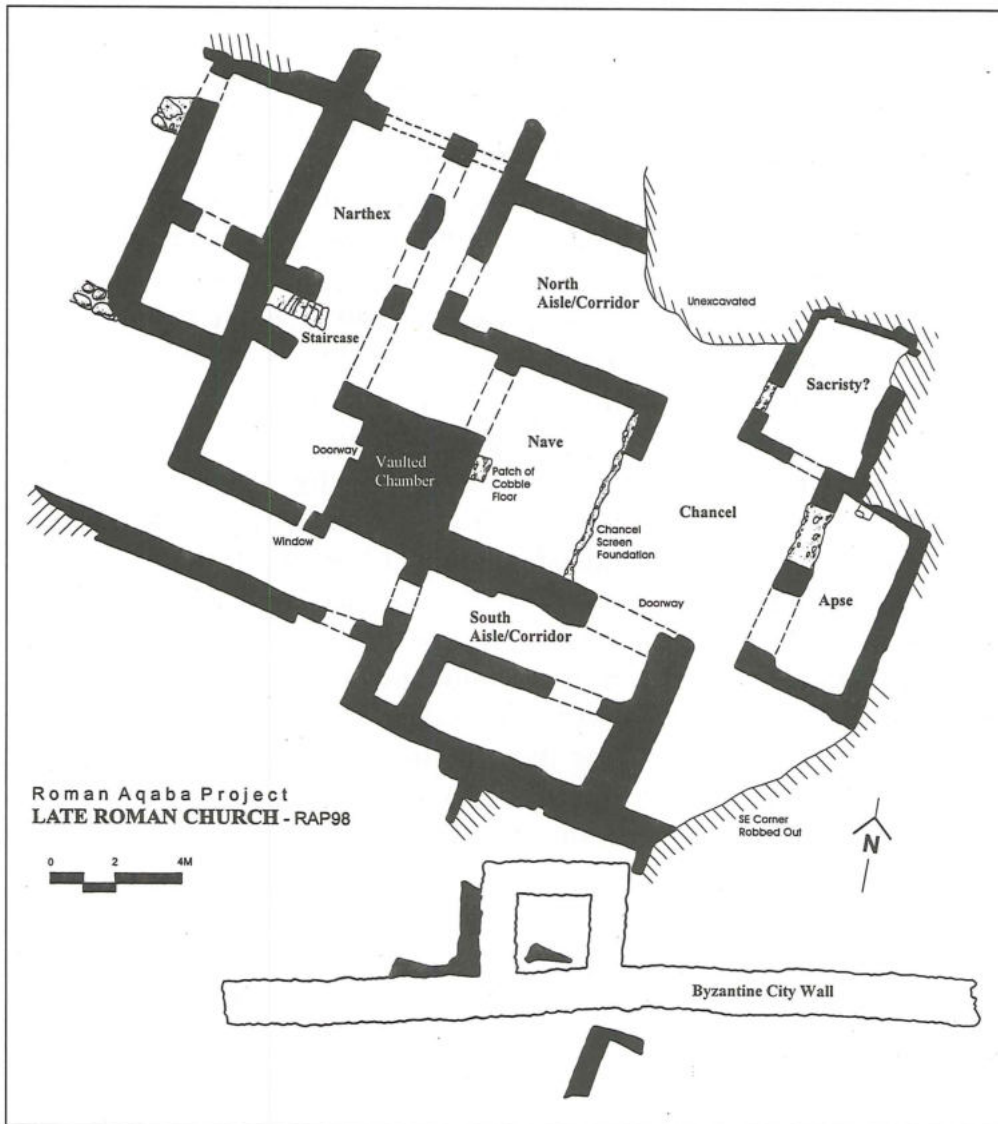 Narthex
North
Aisle/Corridor
Unexcavated
Staircase
Sacristy?
Doorway
Vaulted
Chamber
Nave
Patch of
Cobble
Floor
Chancel
Window
Chancel
Screen
Foundation
Doorway
Apse
South
Aisle/Corridor
Roman Aqaba Project
LATE ROMAN CHURCH - RAP98
0 2 4M
SE Corner
Robbed Out
N
Byzantine City Wall